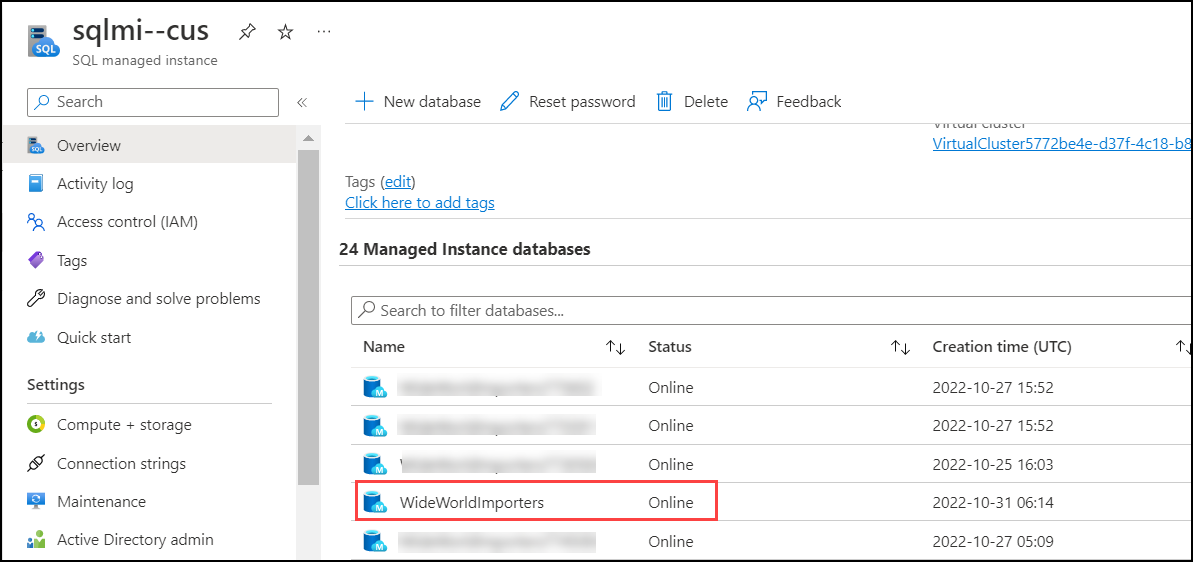 sqlmi--cus
SQL managed instance
Search
New database
Reset password
Delete
Feedback
Overview
Activity log
Access control (IAM)
Tags
Diagnose and solve problems
Quick start
Settings
Compute + storage
Connection strings
Maintenance
Active Directory admin
Virtual cluster
VirtualCluster5772be4e-d37f-4c18-b8
Tags (edit)
Click here to add tags
24 Managed Instance databases
Search to filter databases...
Name Status Creation time (UTC)
Online 2022-10-27 15:52
Online 2022-10-27 15:52
Online 2022-10-25 16:03
WideWorldImporters Online 2022-10-31 06:14
Online 2022-10-27 05:09